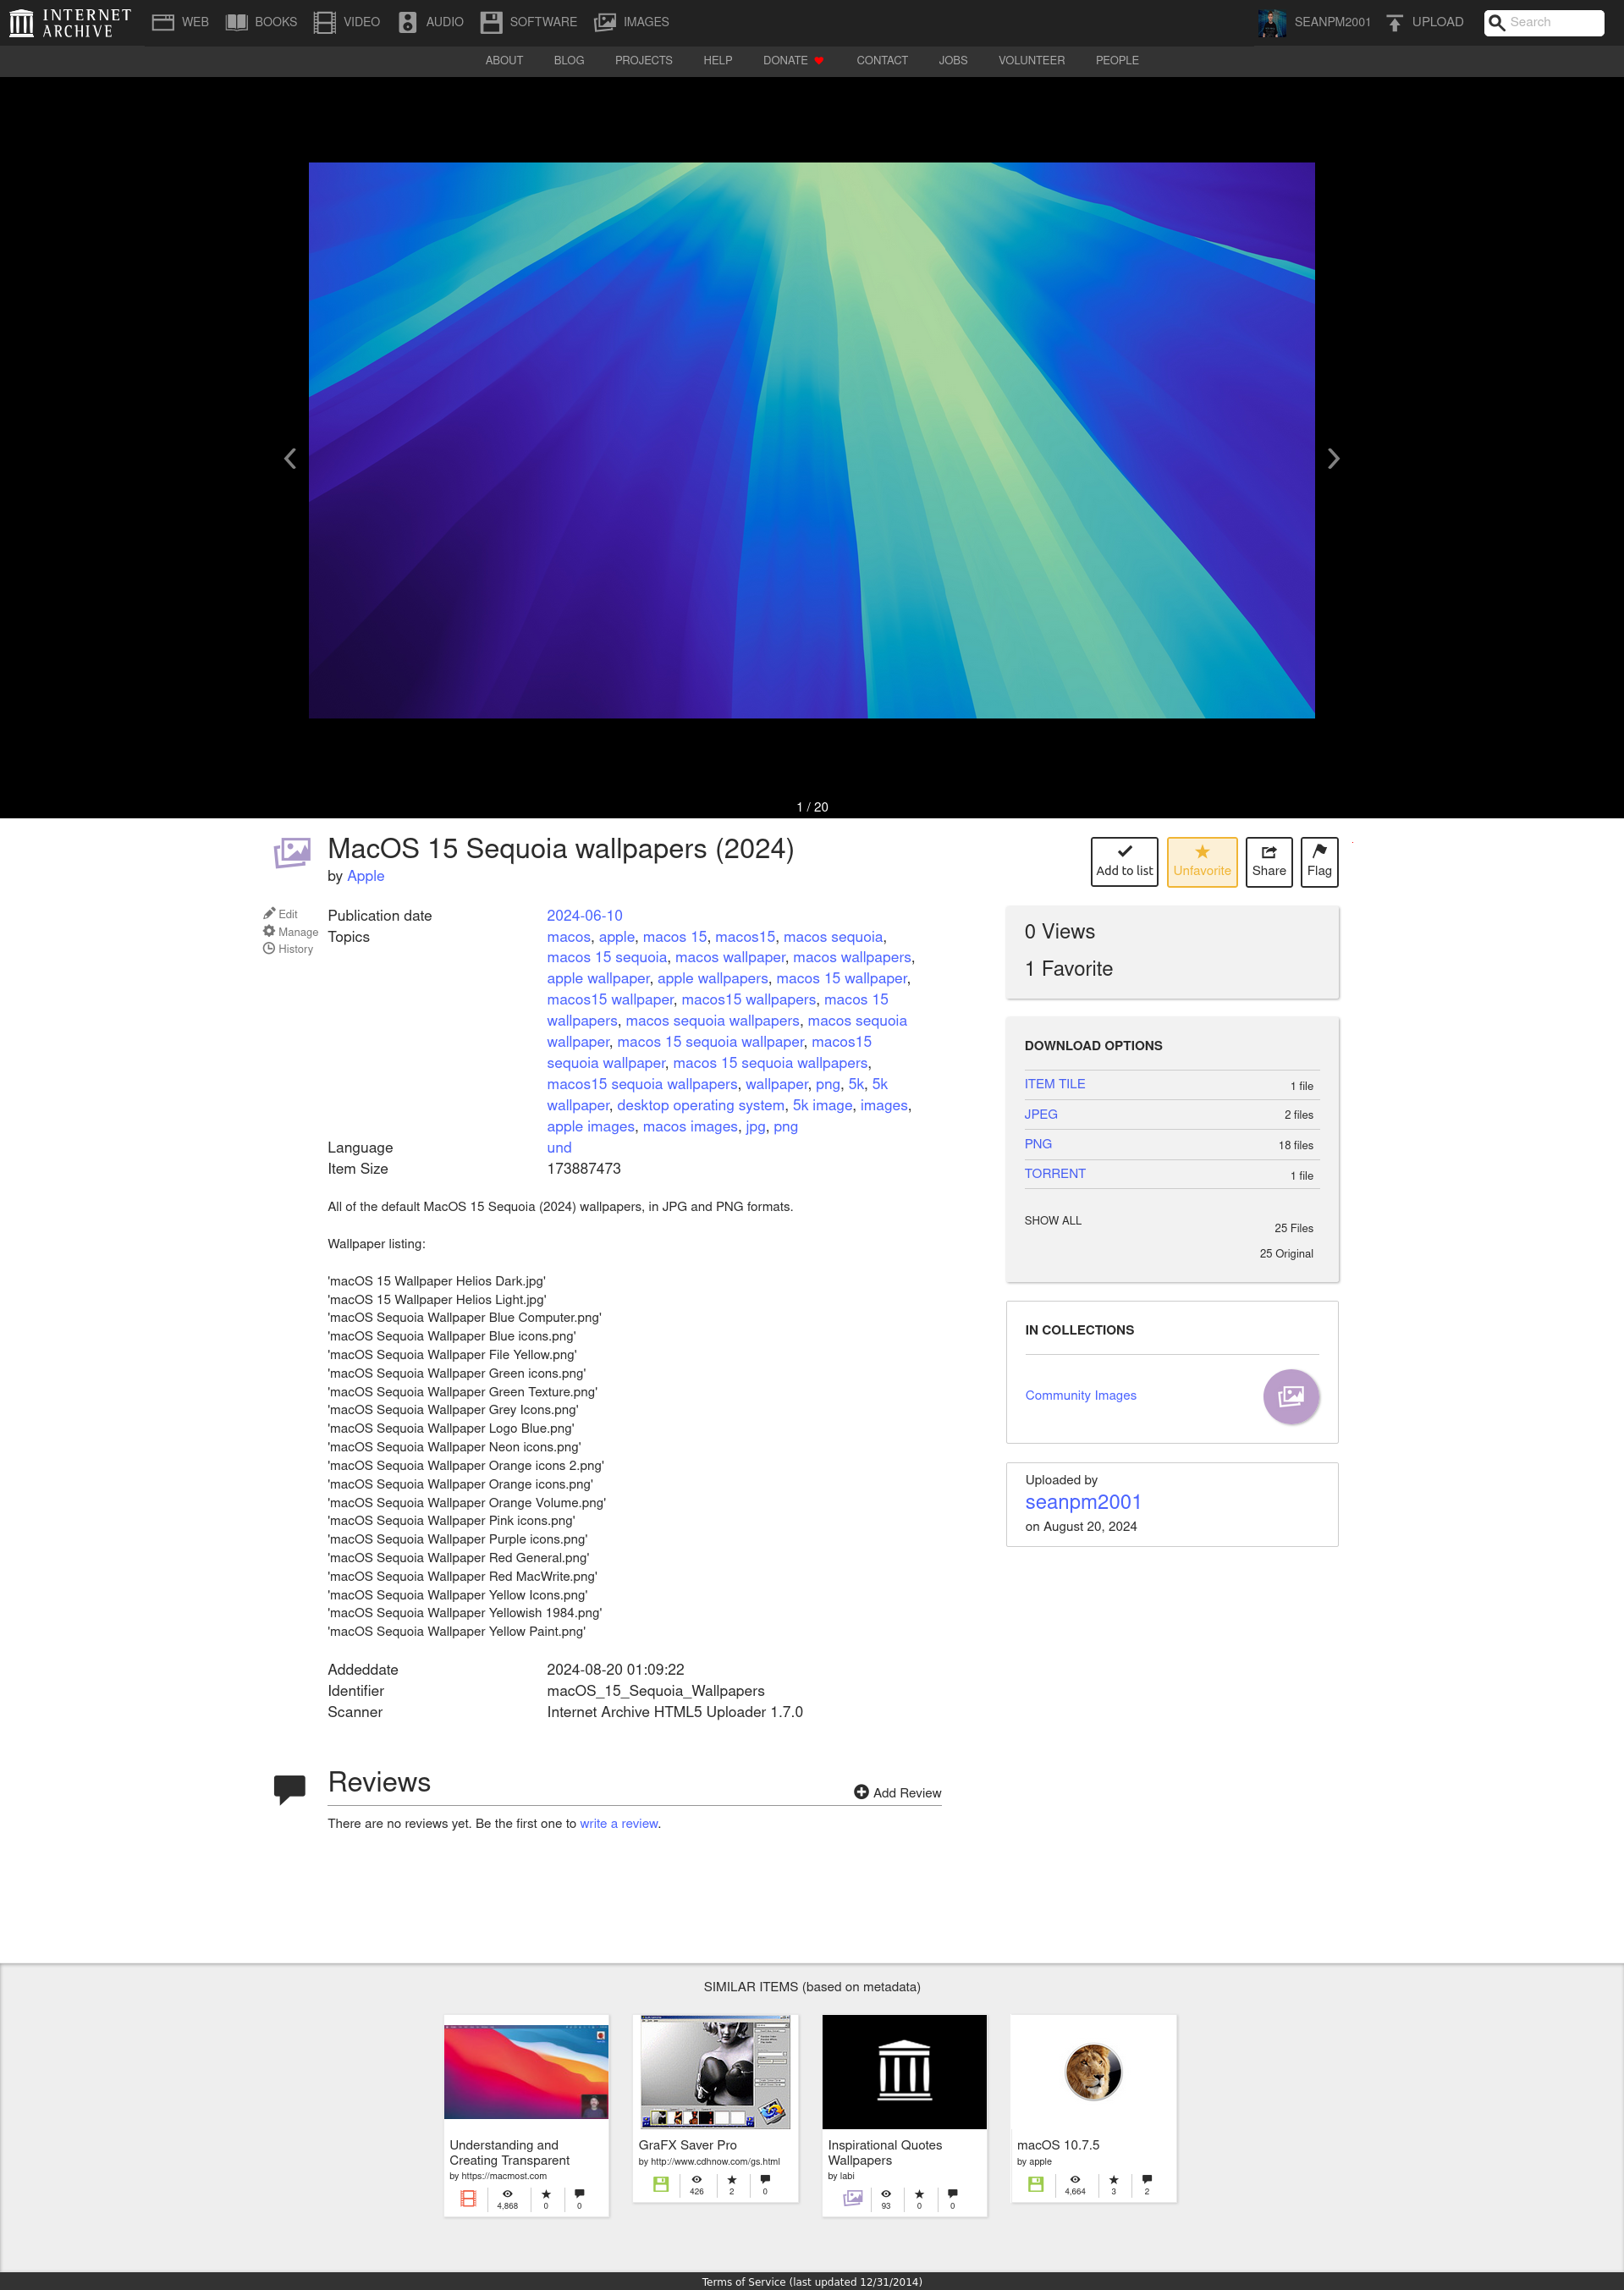 INTERNET ARCHIVE
WEB BOOKS VIDEO AUDIO SOFTWARE IMAGES SEANPM2001 UPLOAD Search
ABOUT BLOG PROJECTS HELP DONATE CONTACT JOBS VOLUNTEER PEOPLE
1 / 20
MacOS 15 Sequoia wallpapers (2024)
by Apple
Add to list Unfavorite Share Flag
Edit
Manage
History
Publication date 2024-06-10
Topics macos, apple, macos 15, macos15, macos sequoia,
macos 15 sequoia, macos wallpaper, macos wallpapers,
apple wallpaper, apple wallpapers, macos 15 wallpaper,
macos15 wallpaper, macos15 wallpapers, macos 15
wallpapers, macos sequoia wallpapers, macos sequoia
wallpaper, macos 15 sequoia wallpaper, macos15
sequoia wallpaper, macos 15 sequoia wallpapers,
macos15 sequoia wallpapers, wallpaper, png, 5k, 5k
wallpaper, desktop operating system, 5k image, images,
apple images, macos images, jpg, png
Language und
Item Size 173887473
All of the default MacOS 15 Sequoia (2024) wallpapers, in JPG and PNG formats.
Wallpaper listing:
'macOS 15 Wallpaper Helios Dark.jpg'
'macOS 15 Wallpaper Helios Light.jpg'
'macOS Sequoia Wallpaper Blue Computer.png'
'macOS Sequoia Wallpaper Blue icons.png'
'macOS Sequoia Wallpaper File Yellow.png'
'macOS Sequoia Wallpaper Green icons.png'
'macOS Sequoia Wallpaper Green Texture.png'
'macOS Sequoia Wallpaper Grey Icons.png'
'macOS Sequoia Wallpaper Logo Blue.png'
'macOS Sequoia Wallpaper Neon icons.png'
'macOS Sequoia Wallpaper Orange icons 2.png'
'macOS Sequoia Wallpaper Orange icons.png'
'macOS Sequoia Wallpaper Orange Volume.png'
'macOS Sequoia Wallpaper Pink icons.png'
'macOS Sequoia Wallpaper Purple icons.png'
'macOS Sequoia Wallpaper Red General.png'
'macOS Sequoia Wallpaper Red MacWrite.png'
'macOS Sequoia Wallpaper Yellow Icons.png'
'macOS Sequoia Wallpaper Yellowish 1984.png'
'macOS Sequoia Wallpaper Yellow Paint.png'
Addeddate 2024-08-20 01:09:22
Identifier macOS_15_Sequoia_Wallpapers
Scanner Internet Archive HTML5 Uploader 1.7.0
0 Views
1 Favorite
DOWNLOAD OPTIONS
ITEM TILE 1 file
JPEG 2 files
PNG 18 files
TORRENT 1 file
SHOW ALL 25 Files
25 Original
IN COLLECTIONS
Community Images
Uploaded by
seanpm2001
on August 20, 2024
Reviews
Add Review
There are no reviews yet. Be the first one to write a review.
SIMILAR ITEMS (based on metadata)
Understanding and
Creating Transparent
by https://macmost.com
4,868 0 0
GraFX Saver Pro
by http://www.cdhnow.com/gs.html
426 2 0
Inspirational Quotes
Wallpapers
by labi
93 0 0
macOS 10.7.5
by apple
4,664 3 2
Terms of Service (last updated 12/31/2014)